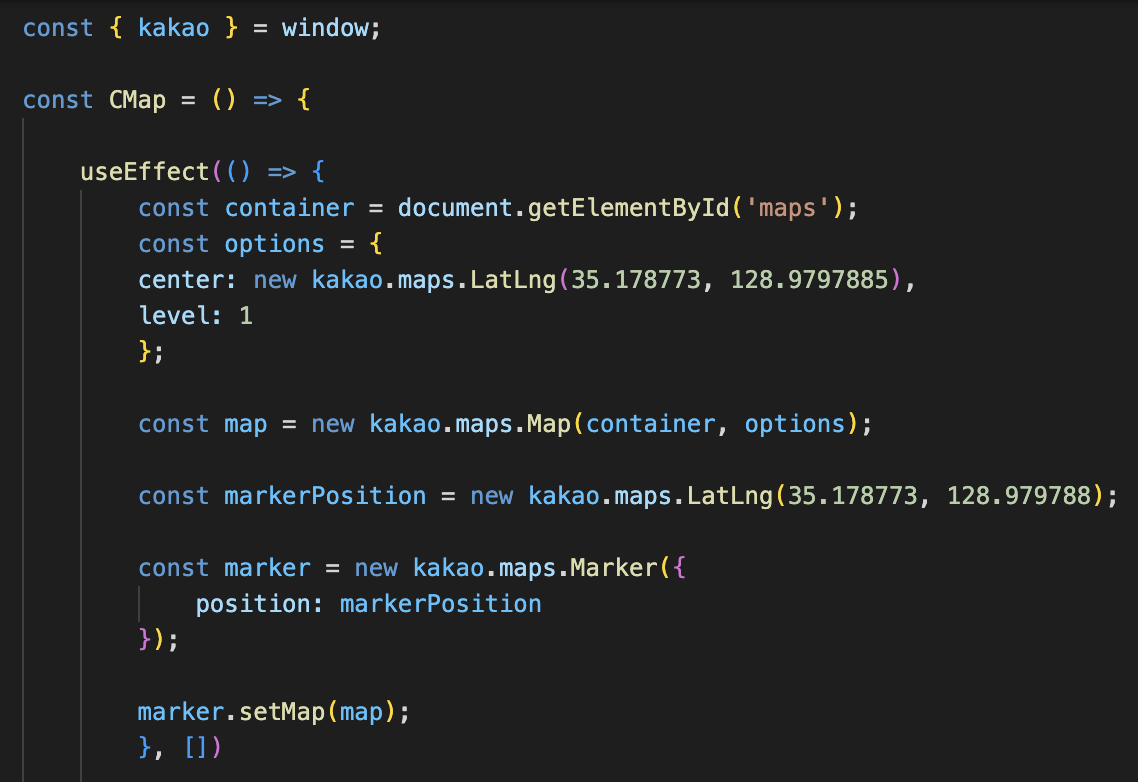 const { kakao } = window;
const CMap = () => {
useEffect(() => {
const container = document.getElementById('maps');
const options = {
center: new kakao.maps.LatLng(35.178773, 128.9797885),
level: 1
};
const map = new kakao.maps.Map(container, options);
const markerPosition = new kakao.maps.LatLng(35.178773, 128.979788);
const marker = new kakao.maps.Marker({
position: markerPosition
});
marker.setMap(map);
}, [])